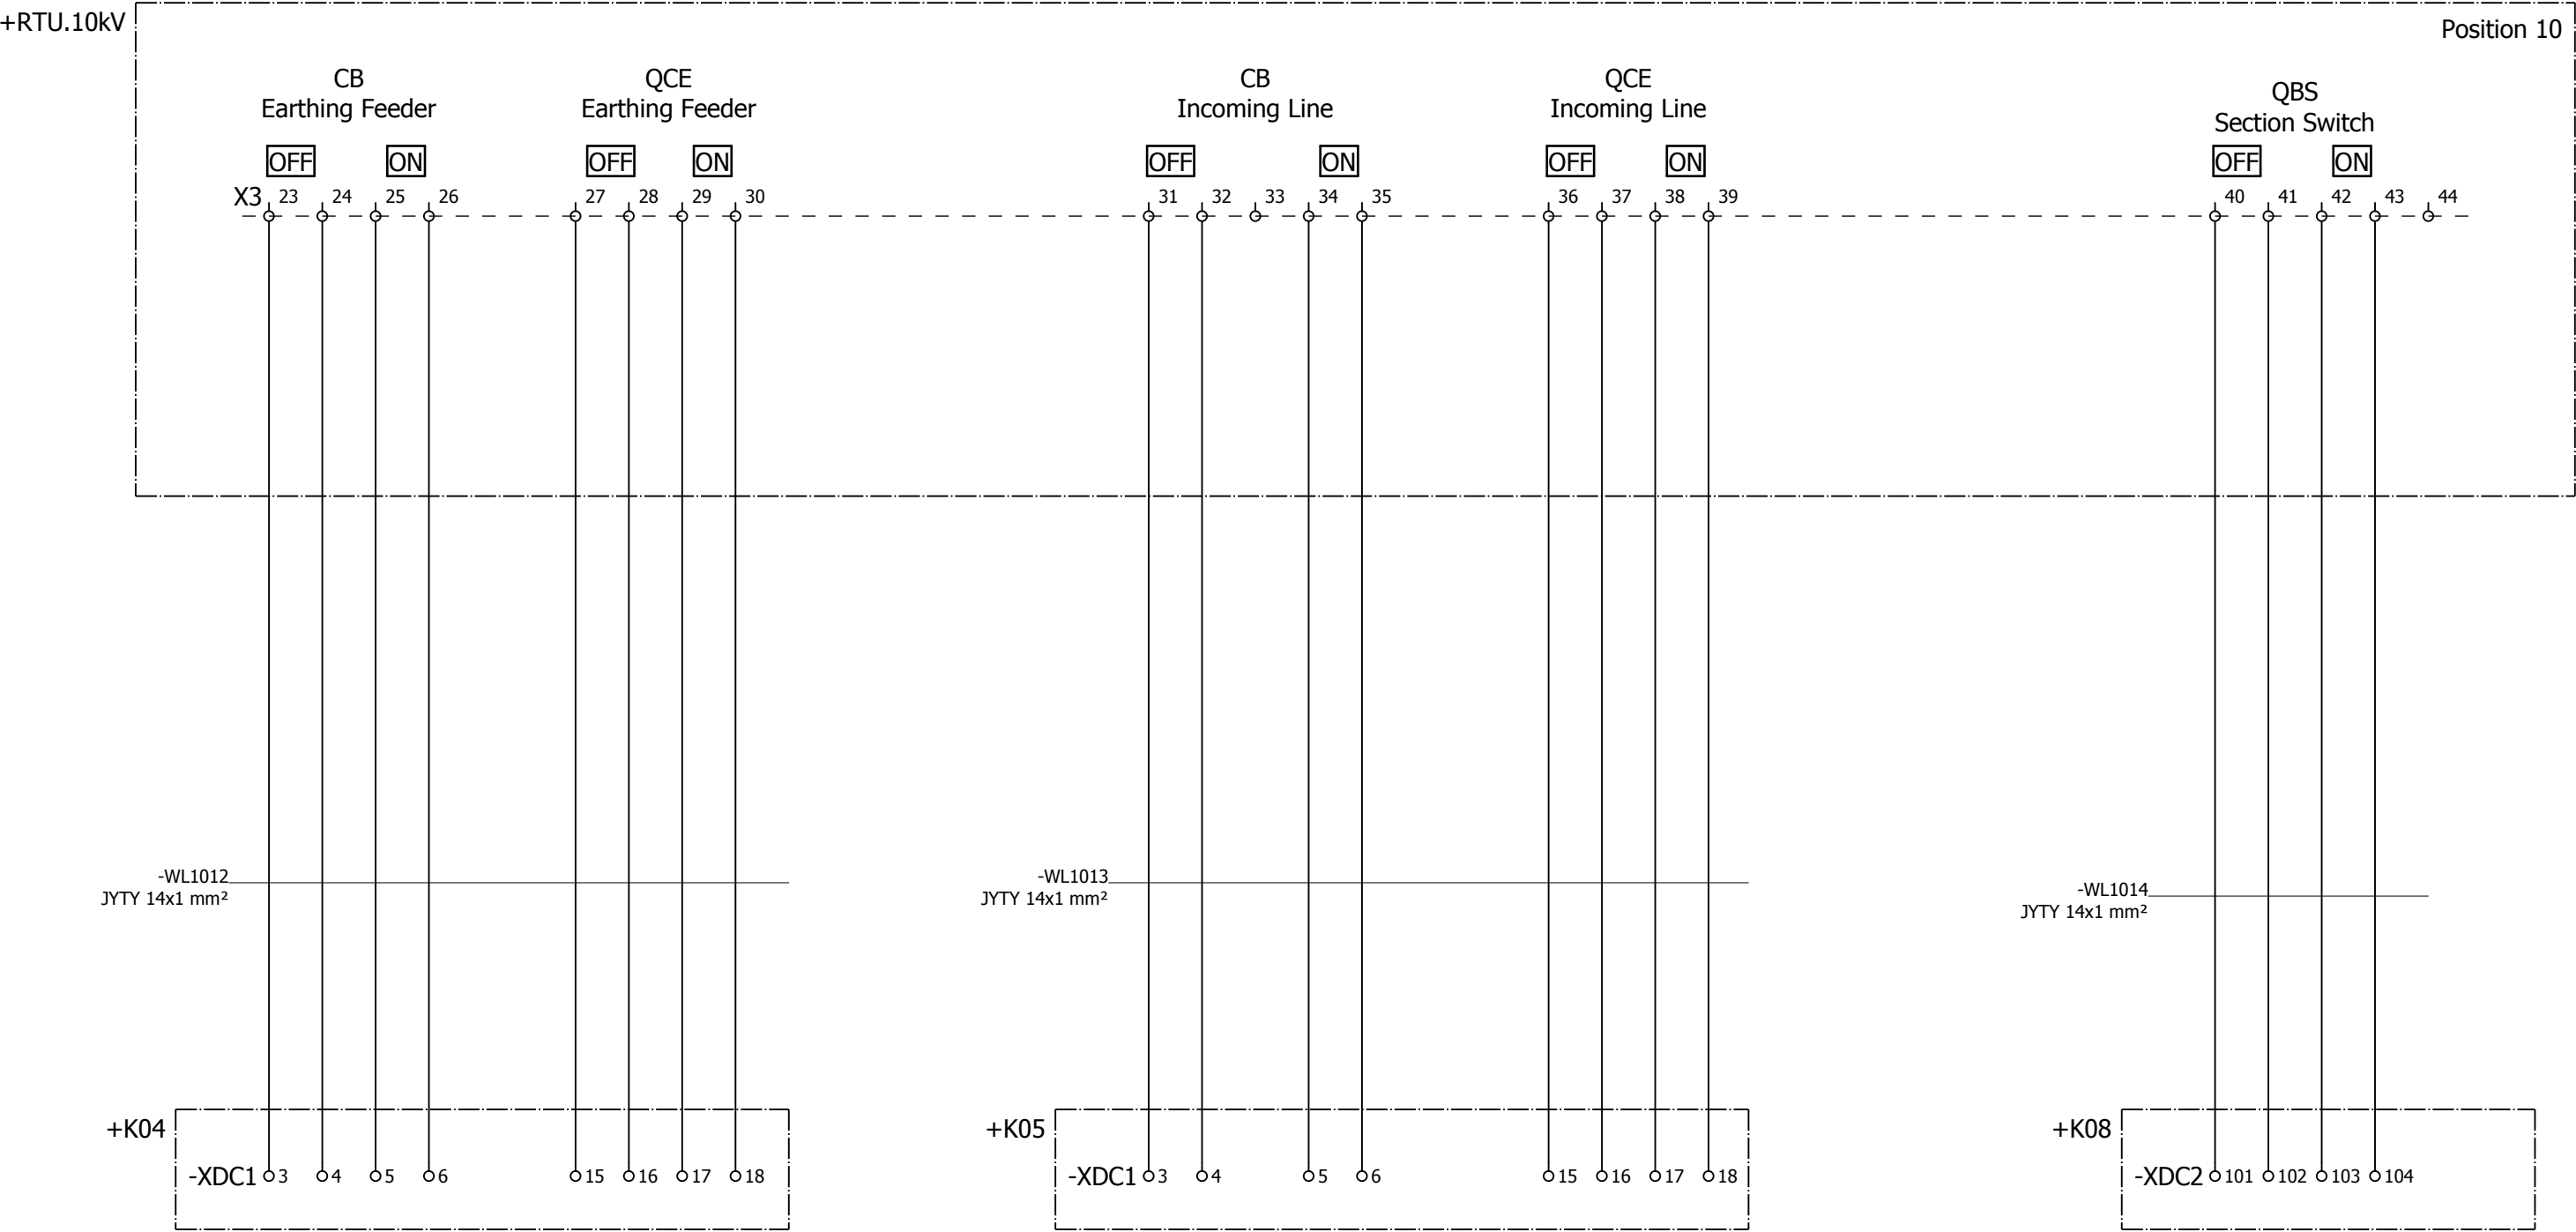 +RTU.10kV
Position 10
CB
Earthing Feeder
QCE
Earthing Feeder
CB
Incoming Line
QCE
Incoming Line
QBS
Section Switch
OFF ON OFF ON OFF ON OFF ON OFF ON
X3 23 24 25 26 27 28 29 30 31 32 33 34 35 36 37 38 39 40 41 42 43 44
-WL1012
JYTY 14x1 mm²
-WL1013
JYTY 14x1 mm²
-WL1014
JYTY 14x1 mm²
+K04
-XDC1 3 4 5 6 15 16 17 18
+K05
-XDC1 3 4 5 6 15 16 17 18
+K08
-XDC2 101 102 103 104